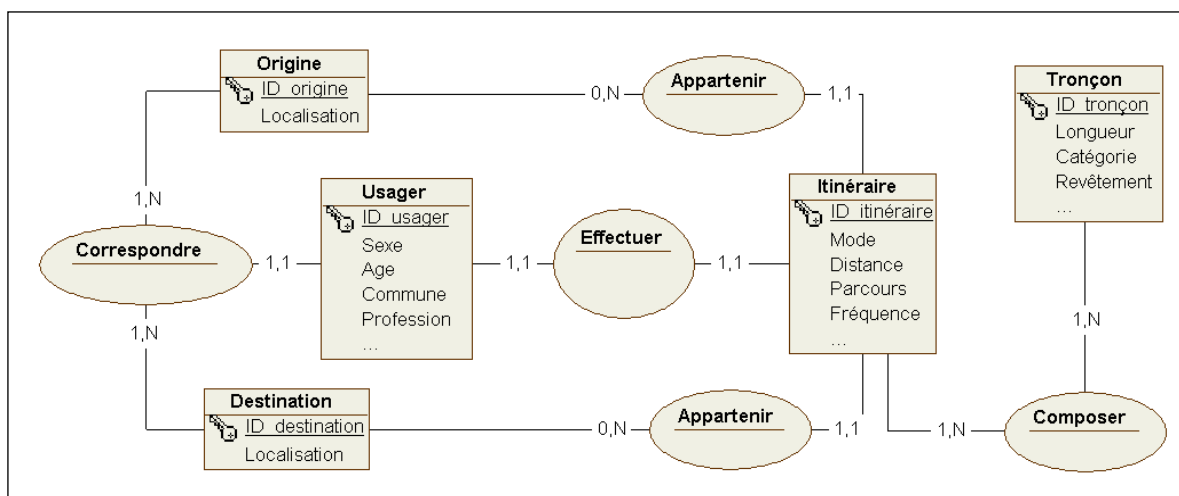 Origine
ID_origine
Localisation
0,N
Appartenir
1,1
Tronçon
ID_tronçon
Longueur
Catégorie
Revêtement
...
1,N
Correspondre
1,1
Usager
ID_usager
Sexe
Age
Commune
Profession
...
1,1
Effectuer
1,1
Itinéraire
ID_itinéraire
Mode
Distance
Parcours
Fréquence
...
1,N
1,N
Destination
ID_destination
Localisation
0,N
Appartenir
1,1
1,N
Composer